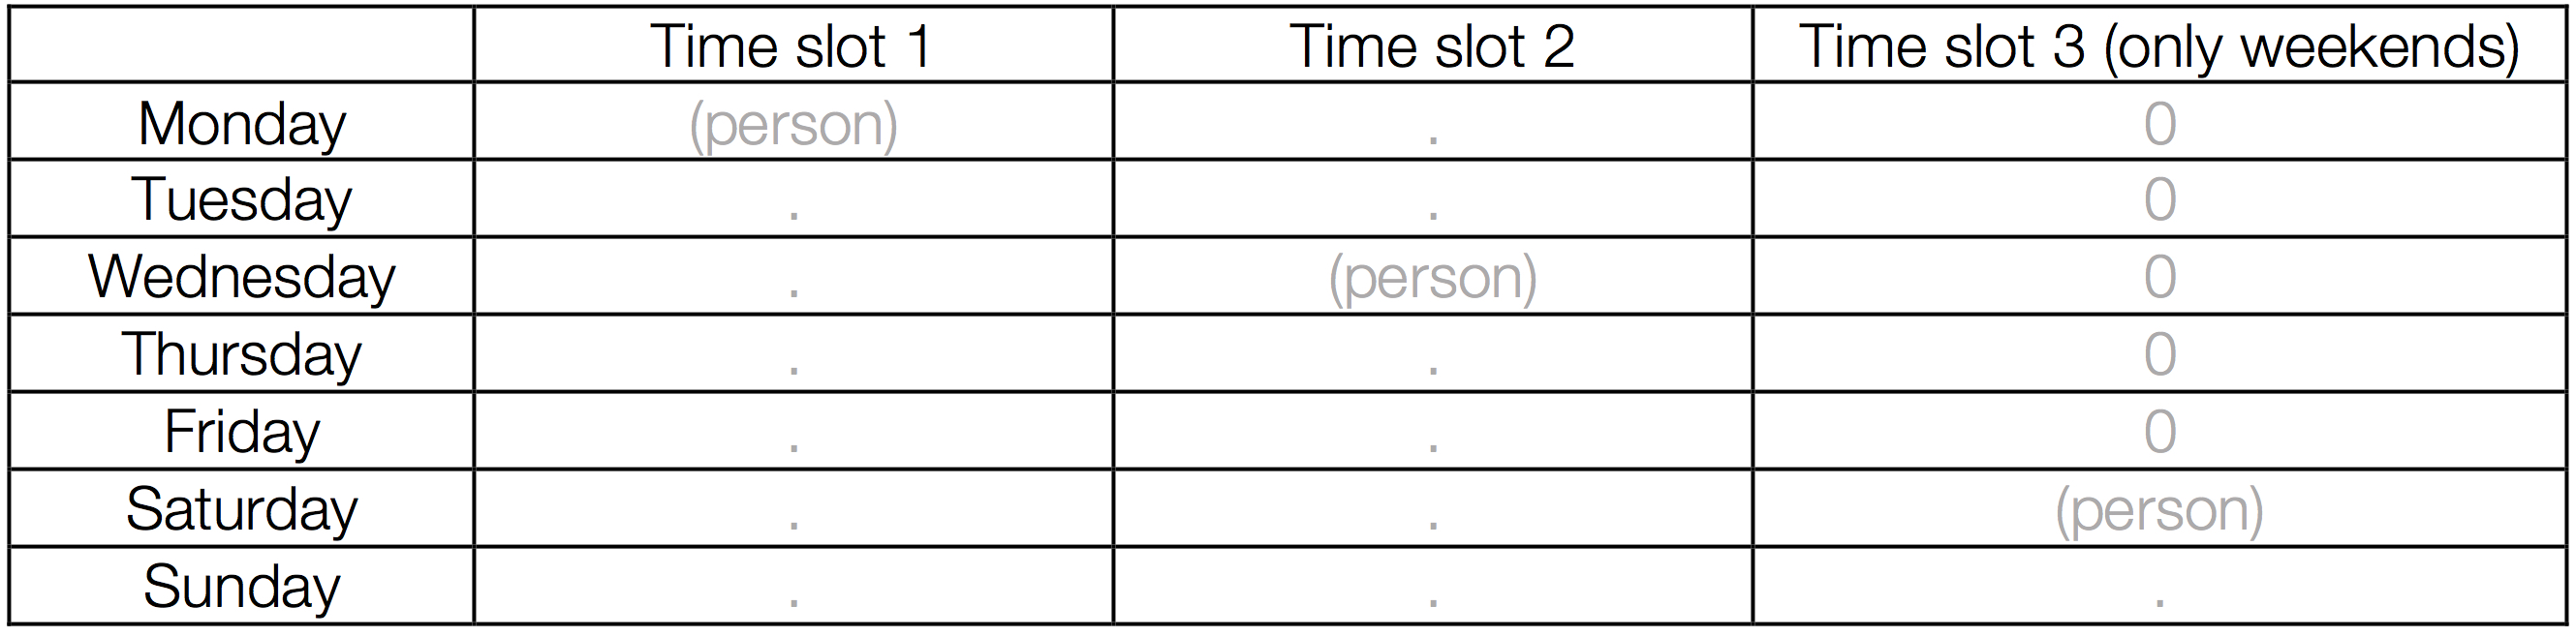 Time slot 1 Time slot 2 Time slot 3 (only weekends)
Monday (person) . 0
Tuesday . . 0
Wednesday . (person) 0
Thursday . . 0
Friday . . 0
Saturday . . (person)
Sunday . . .